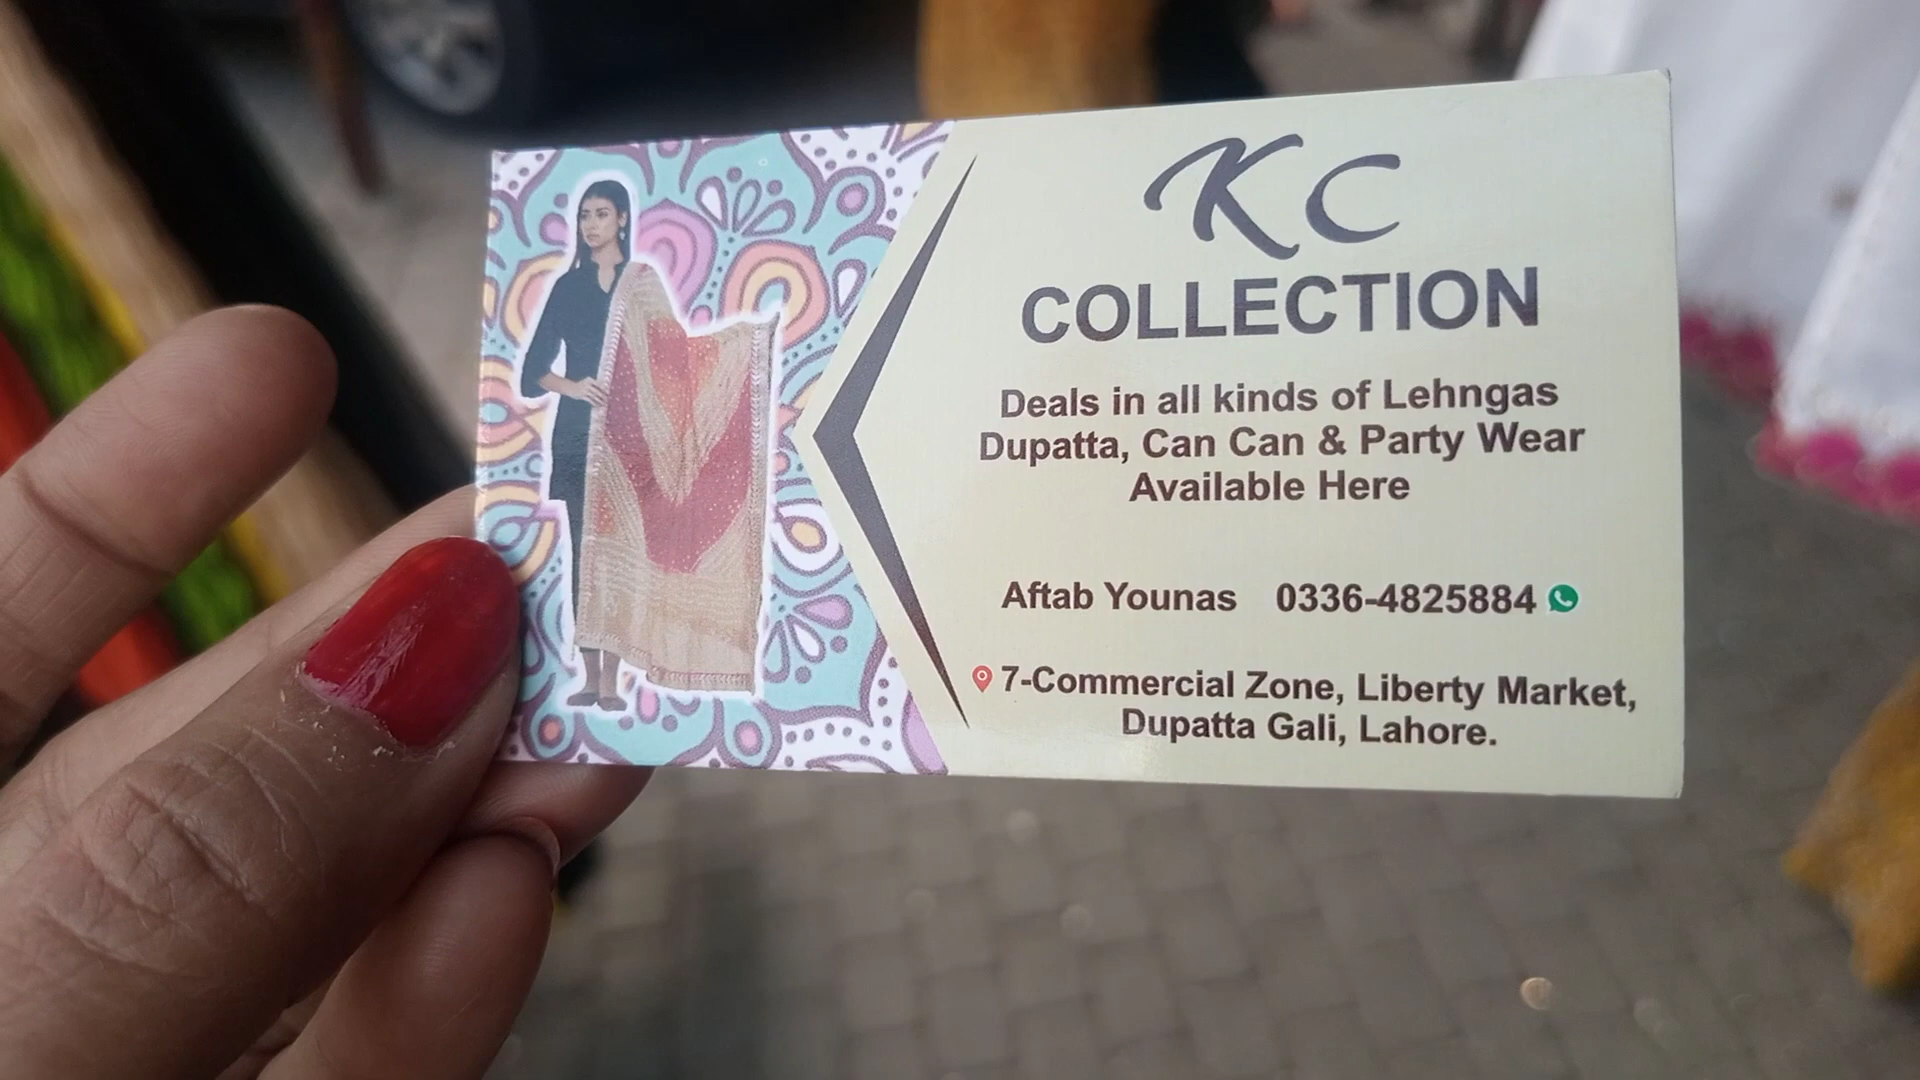 KC
COLLECTION
Deals in all kinds of Lehngas
Dupatta, Can Can & Party Wear
Available Here
Aftab Younas 0336-4825884
7-Commercial Zone, Liberty Market,
Dupatta Gali, Lahore.